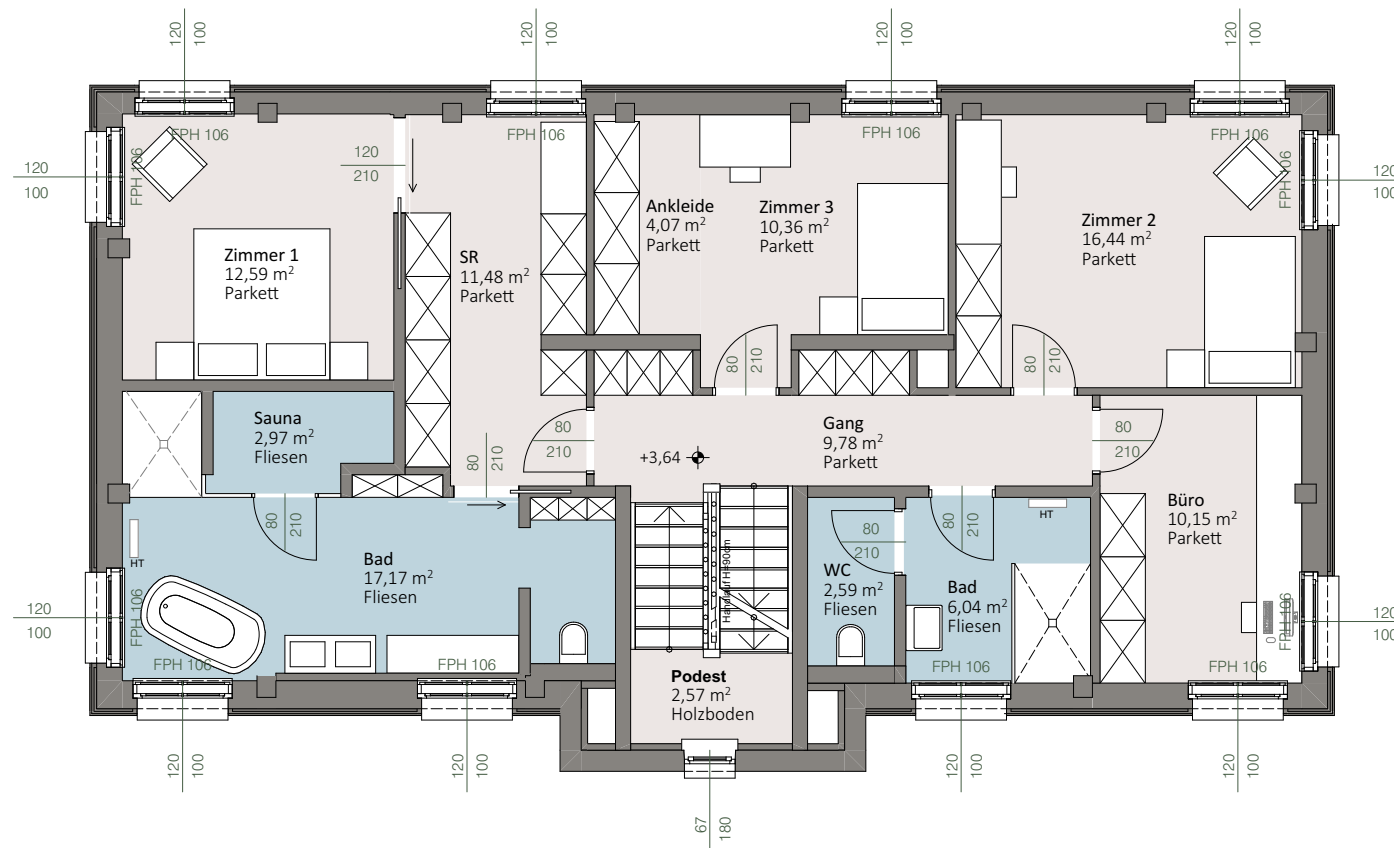 120
100
120
100
120
100
120
100
FPH 106
FPH 106
FPH 106
FPH 106
120
100
FPH 106
120
210
120
100
FPH 106
Zimmer 1
12,59 m²
Parkett
SR
11,48 m²
Parkett
Ankleide
4,07 m²
Parkett
Zimmer 3
10,36 m²
Parkett
Zimmer 2
16,44 m²
Parkett
80
210
80
210
Sauna
2,97 m²
Fliesen
80
210
80
210
Gang
9,78 m²
Parkett
+3,64
80
210
80
210
80
210
80
210
Büro
10,15 m²
Parkett
HT
HT
Bad
17,17 m²
Fliesen
Handlauf H=90cm
WC
2,59 m²
Fliesen
Bad
6,04 m²
Fliesen
120
100
FPH 106
120
100
FPH 106
FPH 106
FPH 106
FPH 106
FPH 106
Podest
2,57 m²
Holzboden
120
100
120
100
120
100
120
100
67
180